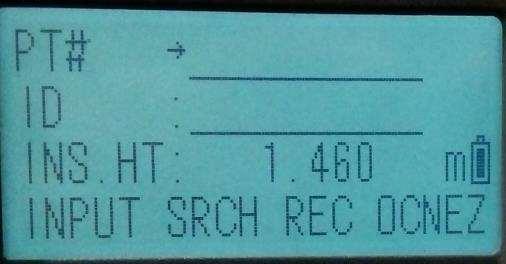 PT# →
ID :
INS.HT: 1.460 m
INPUT SRCH REC OCNEZ